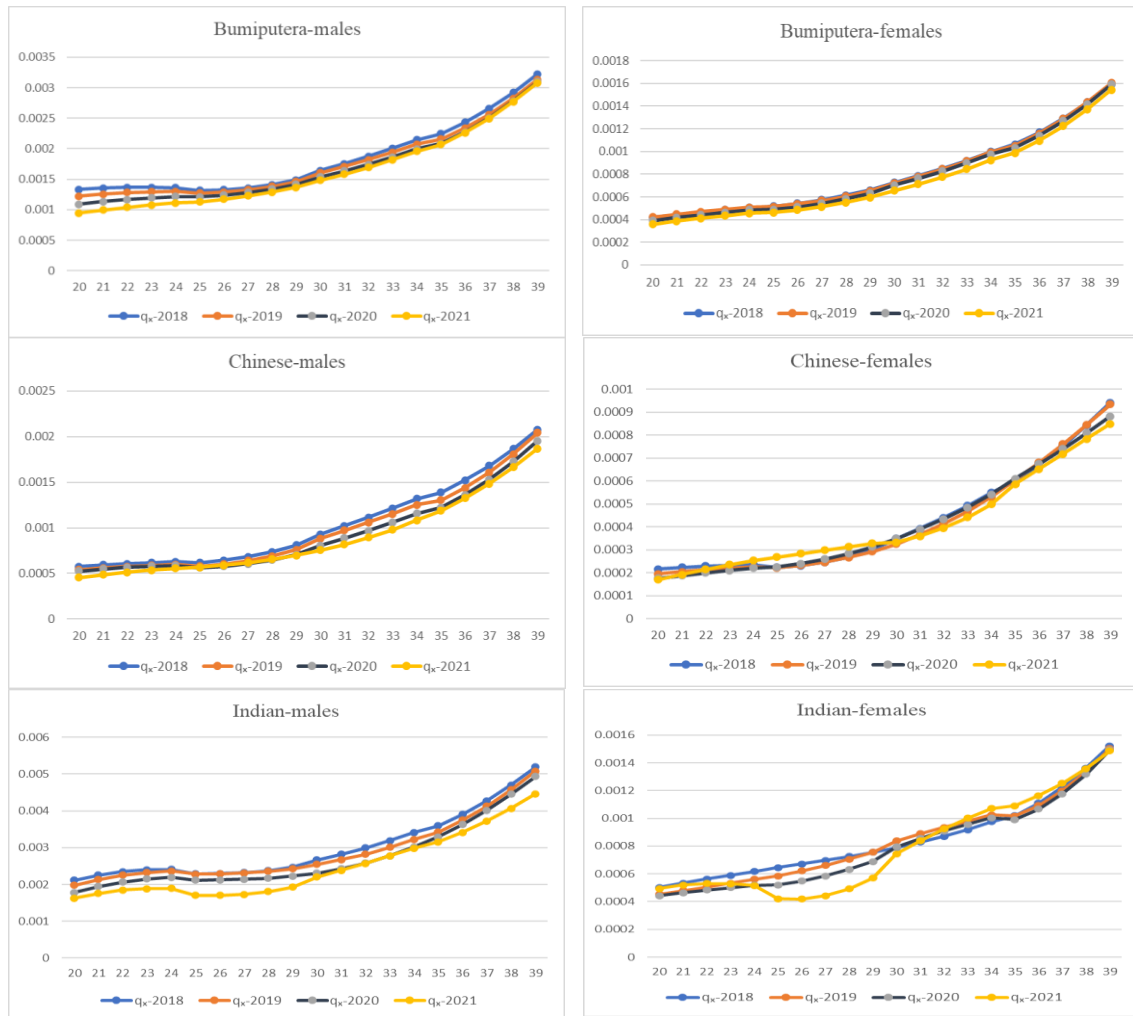 Bumiputera-males
0.0035
0.003
0.0025
0.002
0.0015
0.001
0.0005
0
20 21 22 23 24 25 26 27 28 29 30 31 32 33 34 35 36 37 38 39
qₓ-2018 qₓ-2019 qₓ-2020 qₓ-2021
Bumiputera-females
0.0018
0.0016
0.0014
0.0012
0.001
0.0008
0.0006
0.0004
0.0002
0
20 21 22 23 24 25 26 27 28 29 30 31 32 33 34 35 36 37 38 39
qₓ-2018 qₓ-2019 qₓ-2020 qₓ-2021
Chinese-males
0.0025
0.002
0.0015
0.001
0.0005
0
20 21 22 23 24 25 26 27 28 29 30 31 32 33 34 35 36 37 38 39
qₓ-2018 qₓ-2019 qₓ-2020 qₓ-2021
Chinese-females
0.001
0.0009
0.0008
0.0007
0.0006
0.0005
0.0004
0.0003
0.0002
0.0001
0
20 21 22 23 24 25 26 27 28 29 30 31 32 33 34 35 36 37 38 39
qₓ-2018 qₓ-2019 qₓ-2020 qₓ-2021
Indian-males
0.006
0.005
0.004
0.003
0.002
0.001
0
20 21 22 23 24 25 26 27 28 29 30 31 32 33 34 35 36 37 38 39
qₓ-2018 qₓ-2019 qₓ-2020 qₓ-2021
Indian-females
0.0016
0.0014
0.0012
0.001
0.0008
0.0006
0.0004
0.0002
0
20 21 22 23 24 25 26 27 28 29 30 31 32 33 34 35 36 37 38 39
qₓ-2018 qₓ-2019 qₓ-2020 qₓ-2021